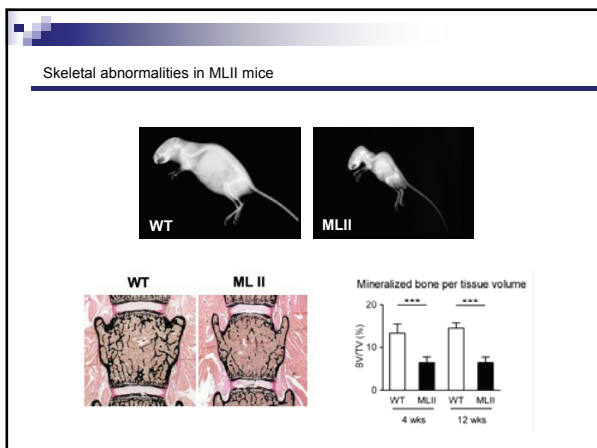 Skeletal abnormalities in MLII mice
WT
MLII
WT
ML II
Mineralized bone per tissue volume
BV/TV (%)
20
10
0
***
***
WT MLII WT MLII
4 wks 12 wks